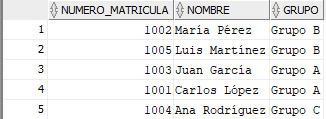 NUMERO_MATRICULA NOMBRE GRUPO
1 1002 María Pérez Grupo B
2 1005 Luis Martínez Grupo B
3 1003 Juan García Grupo A
4 1001 Carlos López Grupo A
5 1004 Ana Rodríguez Grupo C